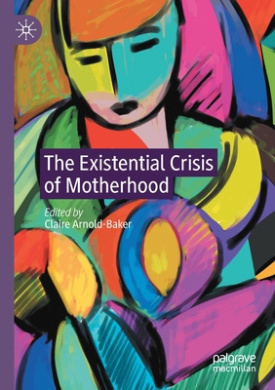 The Existential Crisis
of Motherhood
Edited by
Claire Arnold-Baker
palgrave
macmillan